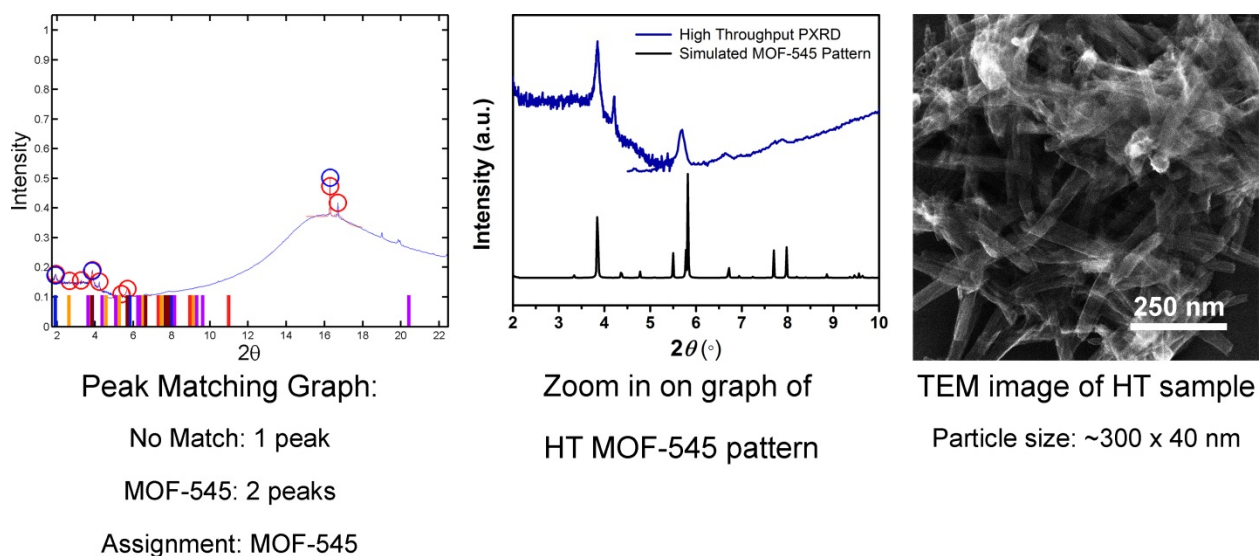 1
0.9
0.8
0.7
0.6
0.5
0.4
0.3
0.2
0.1
0
Intensity
2 4 6 8 10 12 14 16 18 20 22
2θ
Peak Matching Graph:
No Match: 1 peak
MOF-545: 2 peaks
Assignment: MOF-545
High Throughput PXRD
Simulated MOF-545 Pattern
Intensity (a.u.)
2 3 4 5 6 7 8 9 10
2θ (°)
Zoom in on graph of
HT MOF-545 pattern
250 nm
TEM image of HT sample
Particle size: ~300 x 40 nm